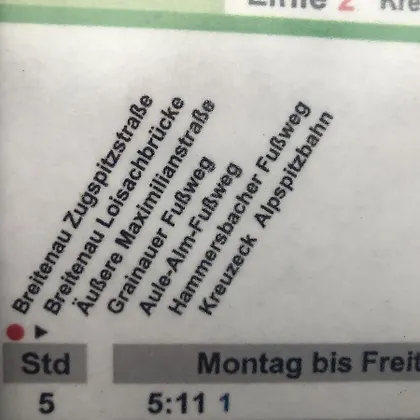 Linie 2 Kre
Breitenau Zugspitzstraße
Breitenau Loisachbrücke
Äußere Maximilianstraße
Grainauer Fußweg
Aule-Alm-Fußweg
Hammersbacher Fußweg
Kreuzeck Alpspitzbahn
Std Montag bis Freit
5 5:11 1